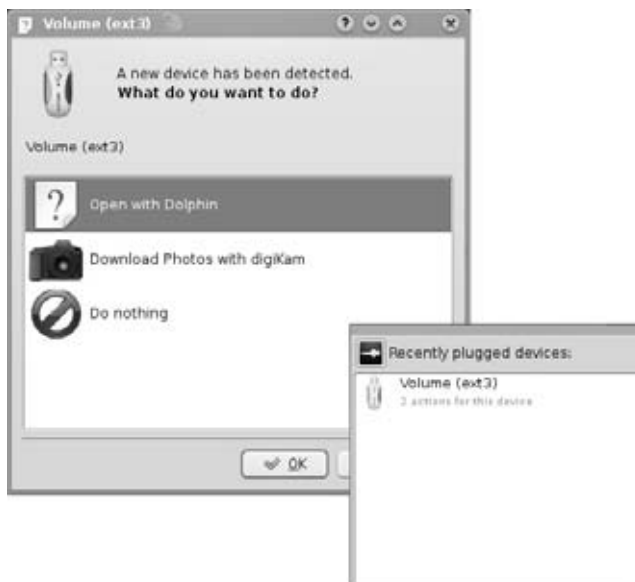 Volume (ext3)
A new device has been detected.
What do you want to do?
Volume (ext3)
Open with Dolphin
Download Photos with digiKam
Do nothing
OK
Recently plugged devices:
Volume (ext3)
2 actions for this device